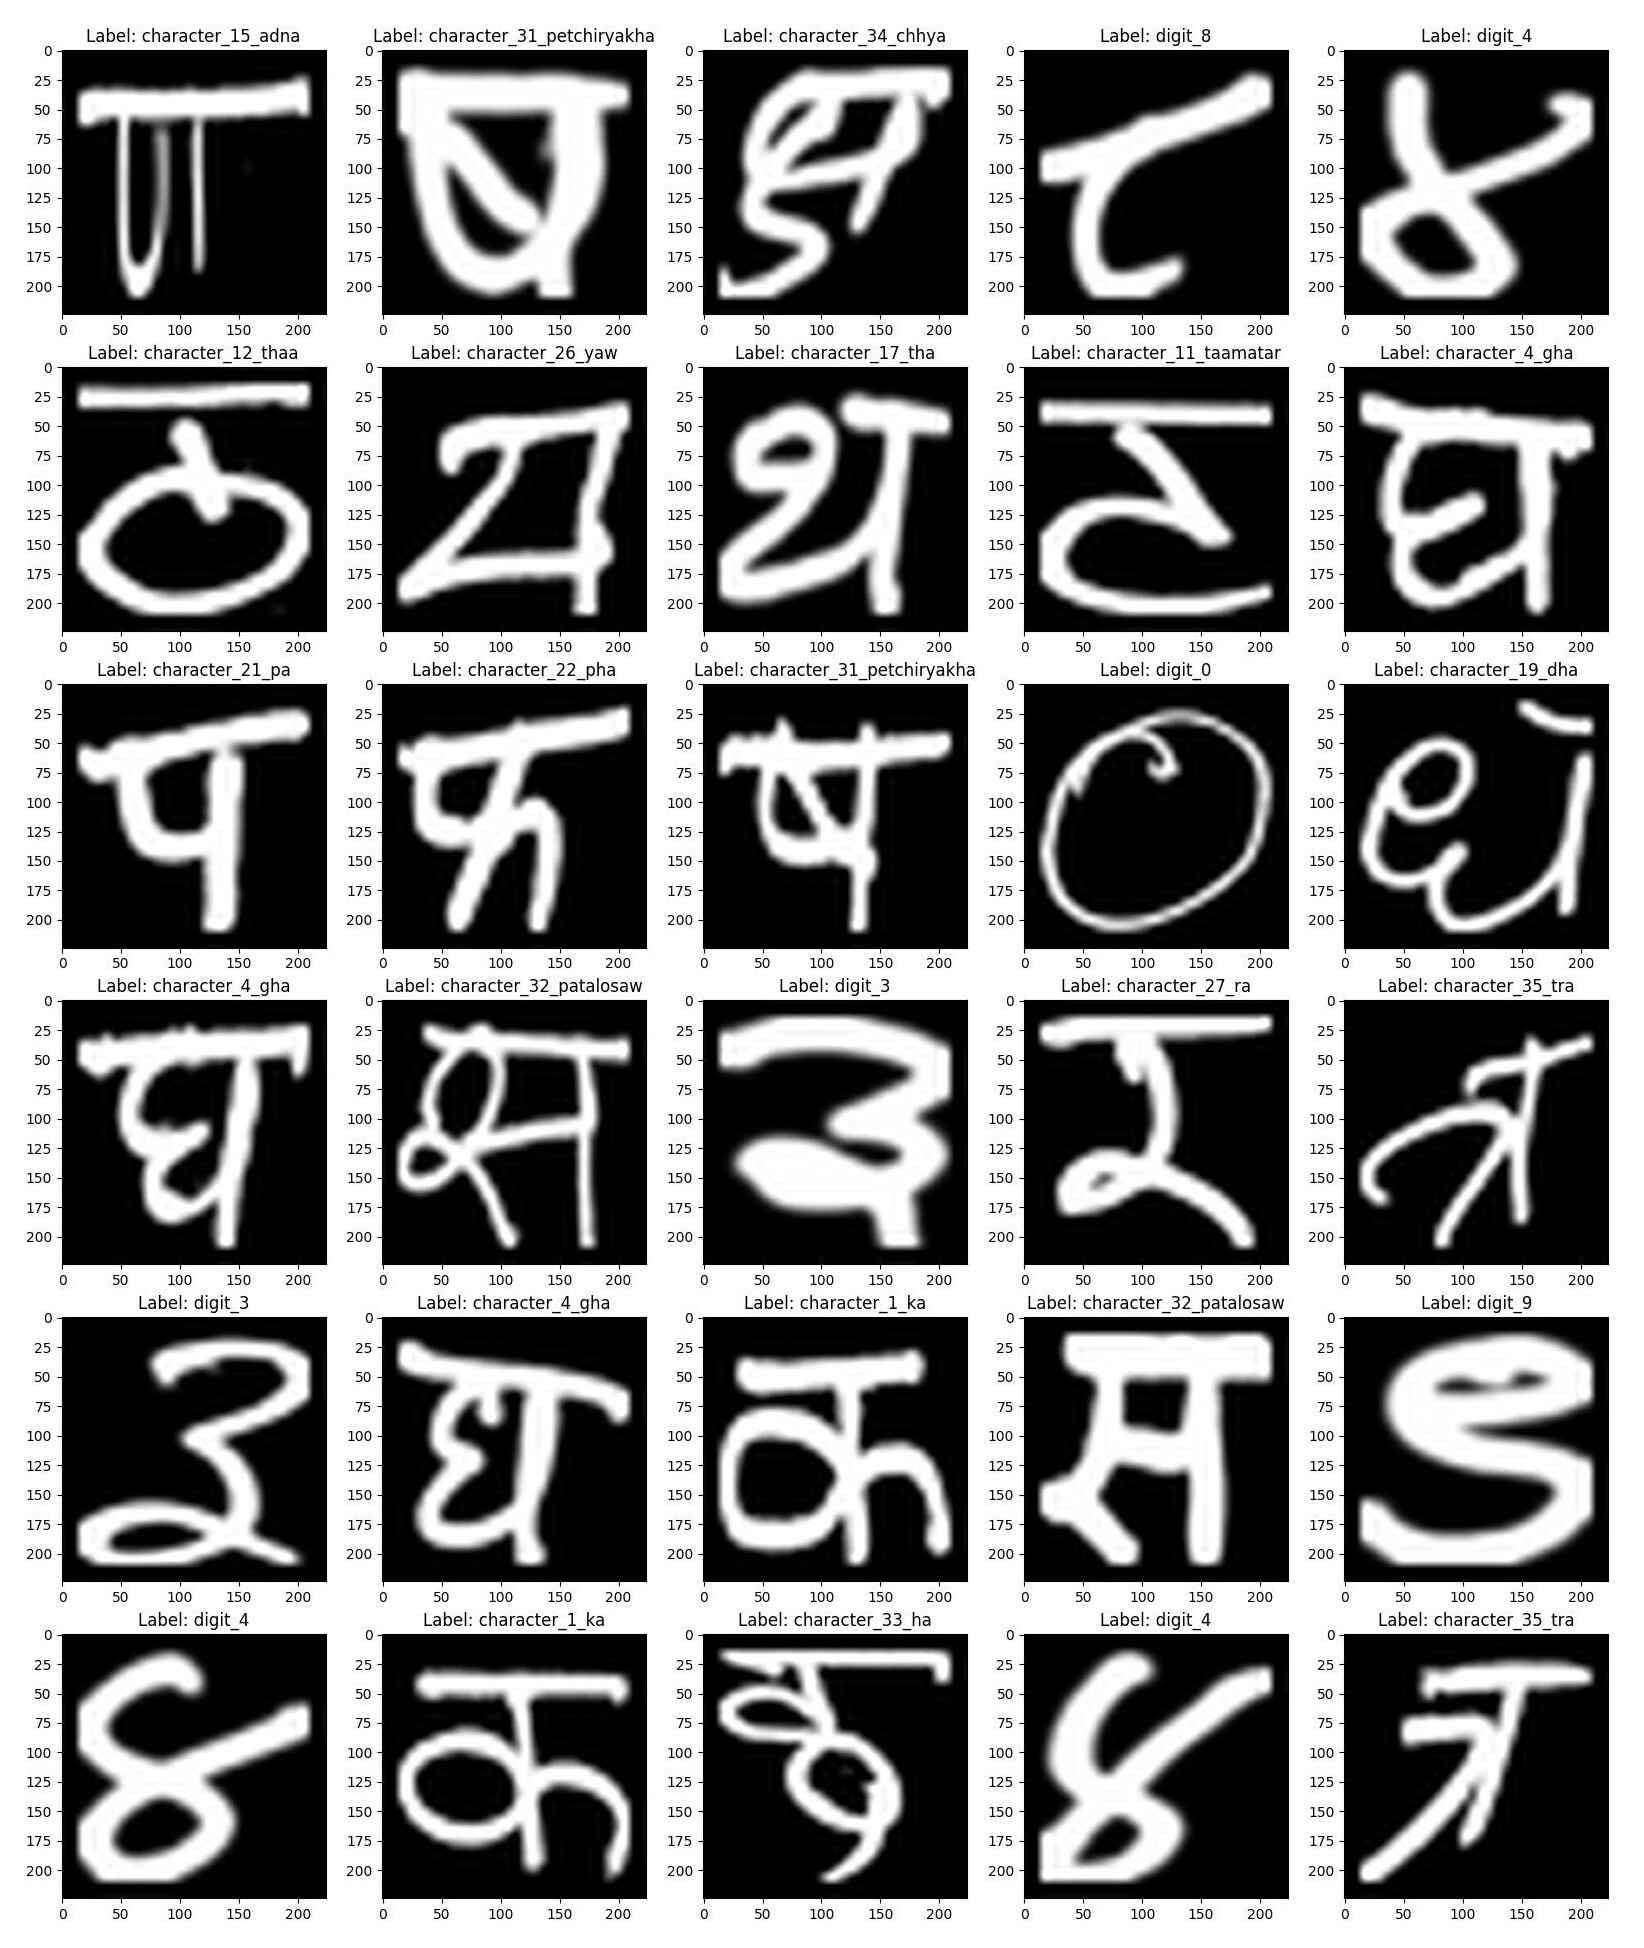 Label: character_15_adna Label: character_31_petchiryakha Label: character_34_chhya Label: digit_8 Label: digit_4
0 0 0 0 0
25 25 25 25 25
50 50 50 50 50
75 75 75 75 75
100 100 100 100 100
125 125 125 125 125
150 150 150 150 150
175 175 175 175 175
200 200 200 200 200
ण ष क्ष ८ ४
0 50 100 150 200 0 50 100 150 200 0 50 100 150 200 0 50 100 150 200 0 50 100 150 200
Label: character_12_thaa Label: character_26_yaw Label: character_17_tha Label: character_11_taamatar Label: character_4_gha
0 0 0 0 0
25 25 25 25 25
50 50 50 50 50
75 75 75 75 75
100 100 100 100 100
125 125 125 125 125
150 150 150 150 150
175 175 175 175 175
200 200 200 200 200
ठ य थ ट घ
0 50 100 150 200 0 50 100 150 200 0 50 100 150 200 0 50 100 150 200 0 50 100 150 200
Label: character_21_pa Label: character_22_pha Label: character_31_petchiryakha Label: digit_0 Label: character_19_dha
0 0 0 0 0
25 25 25 25 25
50 50 50 50 50
75 75 75 75 75
100 100 100 100 100
125 125 125 125 125
150 150 150 150 150
175 175 175 175 175
200 200 200 200 200
प फ ष ० ध
0 50 100 150 200 0 50 100 150 200 0 50 100 150 200 0 50 100 150 200 0 50 100 150 200
Label: character_4_gha Label: character_32_patalosaw Label: digit_3 Label: character_27_ra Label: character_35_tra
0 0 0 0 0
25 25 25 25 25
50 50 50 50 50
75 75 75 75 75
100 100 100 100 100
125 125 125 125 125
150 150 150 150 150
175 175 175 175 175
200 200 200 200 200
घ स ३ र त्र
0 50 100 150 200 0 50 100 150 200 0 50 100 150 200 0 50 100 150 200 0 50 100 150 200
Label: digit_3 Label: character_4_gha Label: character_1_ka Label: character_32_patalosaw Label: digit_9
0 0 0 0 0
25 25 25 25 25
50 50 50 50 50
75 75 75 75 75
100 100 100 100 100
125 125 125 125 125
150 150 150 150 150
175 175 175 175 175
200 200 200 200 200
३ घ क स ९
0 50 100 150 200 0 50 100 150 200 0 50 100 150 200 0 50 100 150 200 0 50 100 150 200
Label: digit_4 Label: character_1_ka Label: character_33_ha Label: digit_4 Label: character_35_tra
0 0 0 0 0
25 25 25 25 25
50 50 50 50 50
75 75 75 75 75
100 100 100 100 100
125 125 125 125 125
150 150 150 150 150
175 175 175 175 175
200 200 200 200 200
४ क ह ४ त्र
0 50 100 150 200 0 50 100 150 200 0 50 100 150 200 0 50 100 150 200 0 50 100 150 200